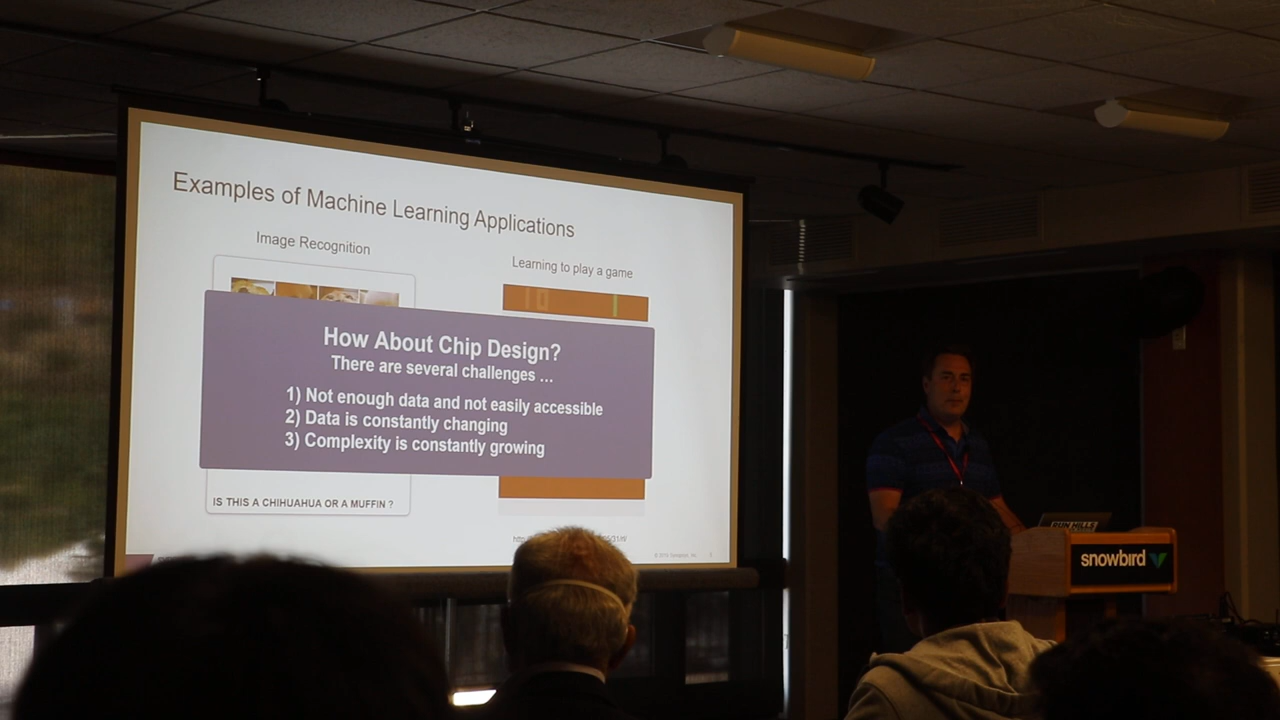 Examples of Machine Learning Applications
Image Recognition
Learning to play a game
How About Chip Design?
There are several challenges ...
1) Not enough data and not easily accessible
2) Data is constantly changing
3) Complexity is constantly growing
IS THIS A CHIHUAHUA OR A MUFFIN ?
RUN HILLS
snowbird